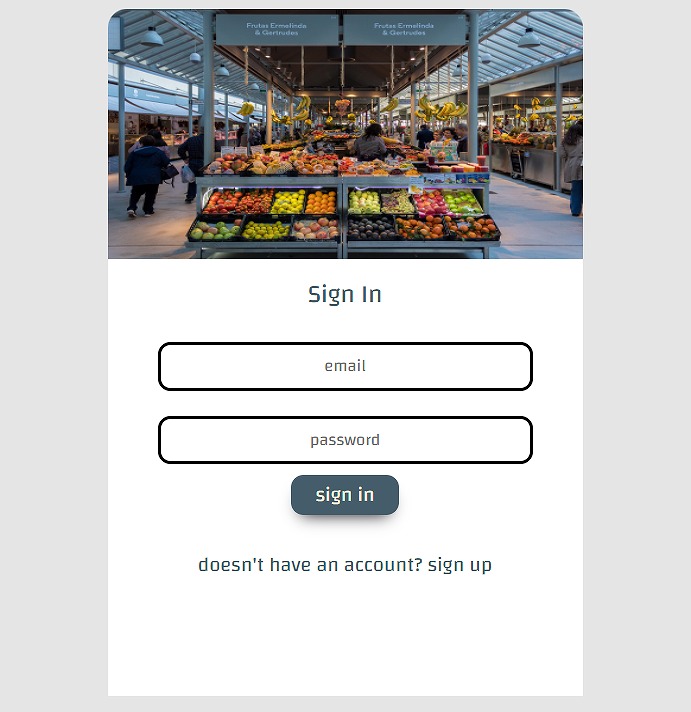 Frutas Ermelinda
& Gertrudes
Frutas Ermelinda
& Gertrudes
Sign In
email
password
sign in
doesn't have an account? sign up